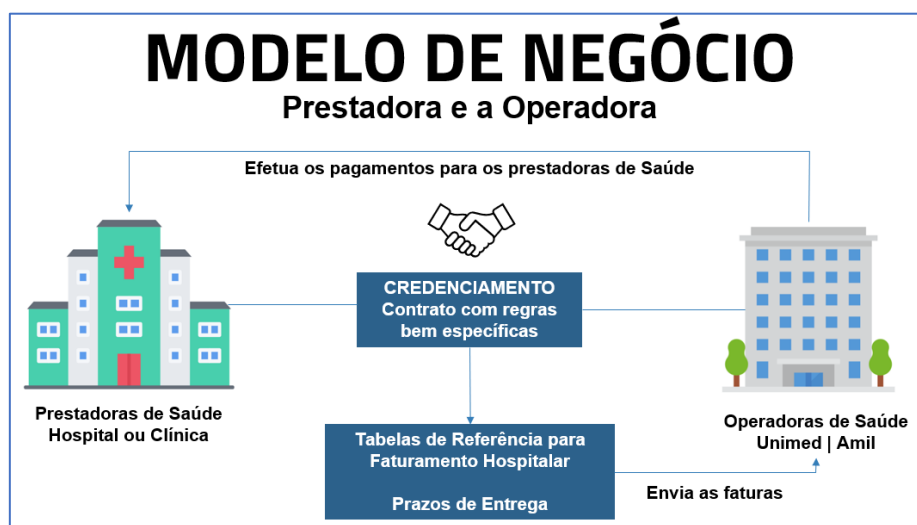 MODELO DE NEGÓCIO
Prestadora e a Operadora
Efetua os pagamentos para os prestadoras de Saúde
CREDENCIAMENTO
Contrato com regras
bem específicas
Prestadoras de Saúde
Hospital ou Clínica
Operadoras de Saúde
Unimed | Amil
Tabelas de Referência para
Faturamento Hospitalar
Prazos de Entrega
Envia as faturas